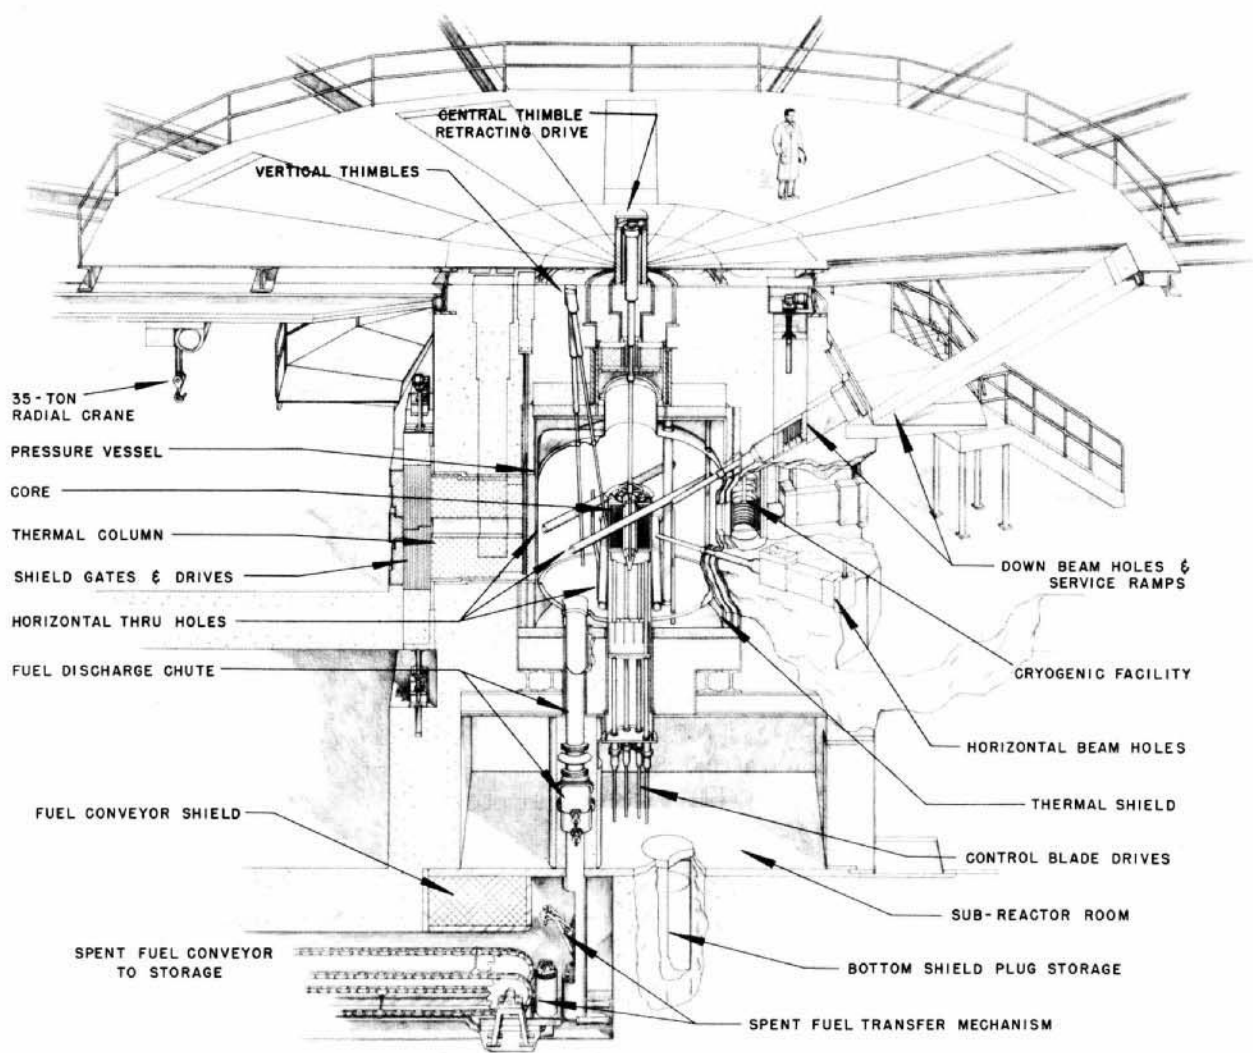 CENTRAL THIMBLE
RETRACTING DRIVE
VERTICAL THIMBLES
35-TON
RADIAL CRANE
PRESSURE VESSEL
CORE
THERMAL COLUMN
SHIELD GATES & DRIVES
HORIZONTAL THRU HOLES
FUEL DISCHARGE CHUTE
FUEL CONVEYOR SHIELD
SPENT FUEL CONVEYOR
TO STORAGE
DOWN BEAM HOLES &
SERVICE RAMPS
CRYOGENIC FACILITY
HORIZONTAL BEAM HOLES
THERMAL SHIELD
CONTROL BLADE DRIVES
SUB-REACTOR ROOM
BOTTOM SHIELD PLUG STORAGE
SPENT FUEL TRANSFER MECHANISM